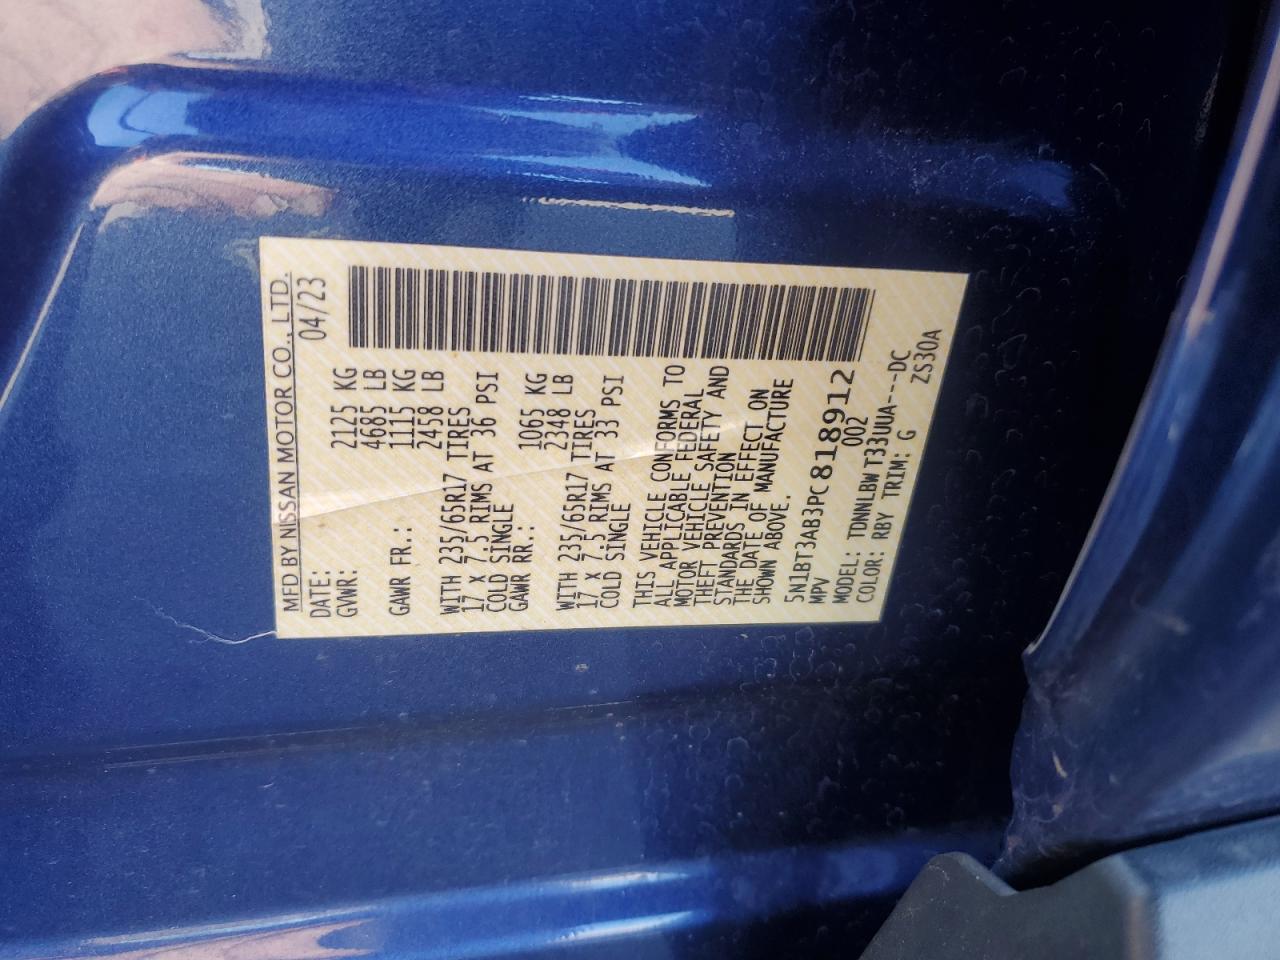 MFD BY NISSAN MOTOR CO., LTD.
DATE: 04/23
GVWR: 2125 KG
4685 LB
GAWR FR.: 1115 KG
2458 LB
WITH 235/65R17 TIRES
17 X 7.5 RIMS AT 36 PSI
COLD SINGLE
GAWR RR.: 1065 KG
2348 LB
WITH 235/65R17 TIRES
17 X 7.5 RIMS AT 33 PSI
COLD SINGLE
THIS VEHICLE CONFORMS TO
ALL APPLICABLE FEDERAL
MOTOR VEHICLE SAFETY AND
THEFT PREVENTION
STANDARDS IN EFFECT ON
THE DATE OF MANUFACTURE
SHOWN ABOVE.
5N1BT3AB3PC818912
MPV 002
MODEL: TDNNLBW T33UUA---DC
COLOR: RBY TRIM: G ZS30A